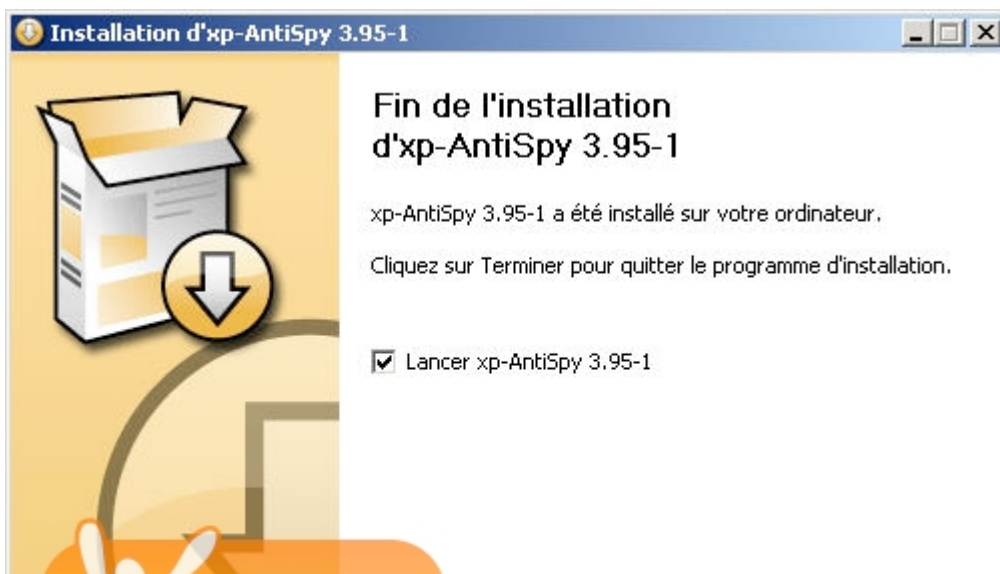 Installation d'xp-AntiSpy 3.95-1
Fin de l'installation
d'xp-AntiSpy 3.95-1
xp-AntiSpy 3.95-1 a été installé sur votre ordinateur.
Cliquez sur Terminer pour quitter le programme d'installation.
Lancer xp-AntiSpy 3.95-1